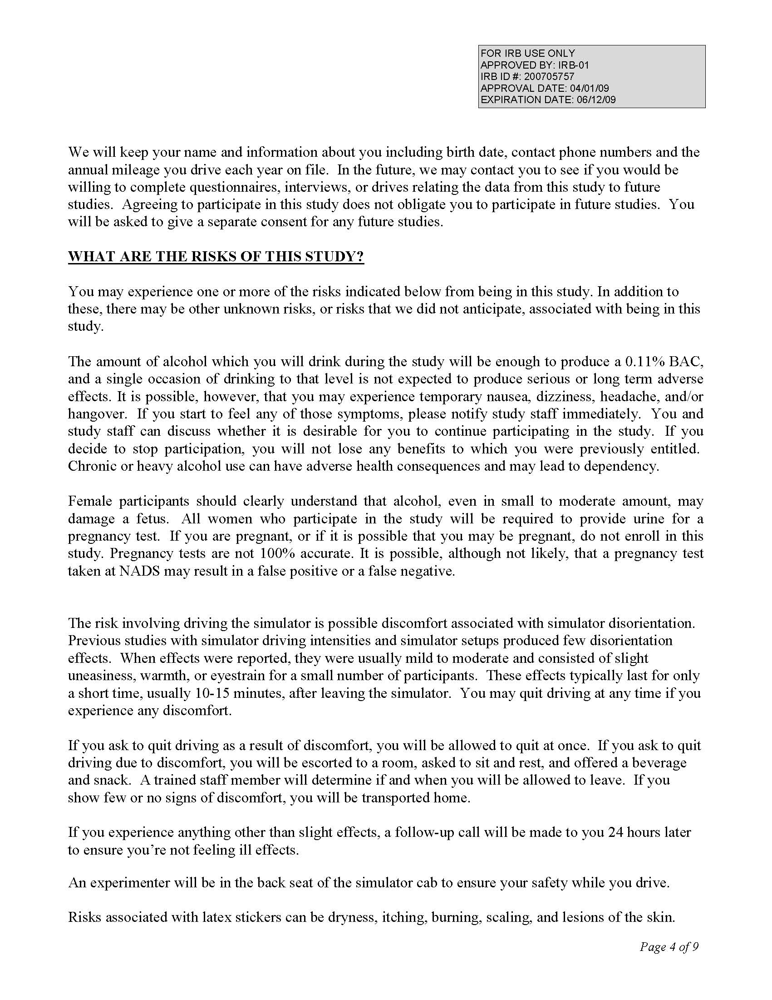 FOR IRB USE ONLY
APPROVED BY: IRB-01
IRB ID #: 200705757
APPROVAL DATE: 04/01/09
EXPIRATION DATE: 06/12/09
We will keep your name and information about you including birth date, contact phone numbers and the
annual mileage you drive each year on file.  In the future, we may contact you to see if you would be
willing to complete questionnaires, interviews, or drives relating the data from this study to future
studies.  Agreeing to participate in this study does not obligate you to participate in future studies.  You
will be asked to give a separate consent for any future studies.
WHAT ARE THE RISKS OF THIS STUDY?
You may experience one or more of the risks indicated below from being in this study. In addition to
these, there may be other unknown risks, or risks that we did not anticipate, associated with being in this
study.
The amount of alcohol which you will drink during the study will be enough to produce a 0.11% BAC,
and a single occasion of drinking to that level is not expected to produce serious or long term adverse
effects. It is possible, however, that you may experience temporary nausea, dizziness, headache, and/or
hangover.  If you start to feel any of those symptoms, please notify study staff immediately.  You and
study staff can discuss whether it is desirable for you to continue participating in the study.  If you
decide to stop participation, you will not lose any benefits to which you were previously entitled.
Chronic or heavy alcohol use can have adverse health consequences and may lead to dependency.
Female participants should clearly understand that alcohol, even in small to moderate amount, may
damage a fetus.  All women who participate in the study will be required to provide urine for a
pregnancy test.  If you are pregnant, or if it is possible that you may be pregnant, do not enroll in this
study. Pregnancy tests are not 100% accurate. It is possible, although not likely, that a pregnancy test
taken at NADS may result in a false positive or a false negative.
The risk involving driving the simulator is possible discomfort associated with simulator disorientation.
Previous studies with simulator driving intensities and simulator setups produced few disorientation
effects.  When effects were reported, they were usually mild to moderate and consisted of slight
uneasiness, warmth, or eyestrain for a small number of participants.  These effects typically last for only
a short time, usually 10-15 minutes, after leaving the simulator.  You may quit driving at any time if you
experience any discomfort.
If you ask to quit driving as a result of discomfort, you will be allowed to quit at once.  If you ask to quit
driving due to discomfort, you will be escorted to a room, asked to sit and rest, and offered a beverage
and snack.  A trained staff member will determine if and when you will be allowed to leave.  If you
show few or no signs of discomfort, you will be transported home.
If you experience anything other than slight effects, a follow-up call will be made to you 24 hours later
to ensure you’re not feeling ill effects.
An experimenter will be in the back seat of the simulator cab to ensure your safety while you drive.
Risks associated with latex stickers can be dryness, itching, burning, scaling, and lesions of the skin.
Page 4 of 9